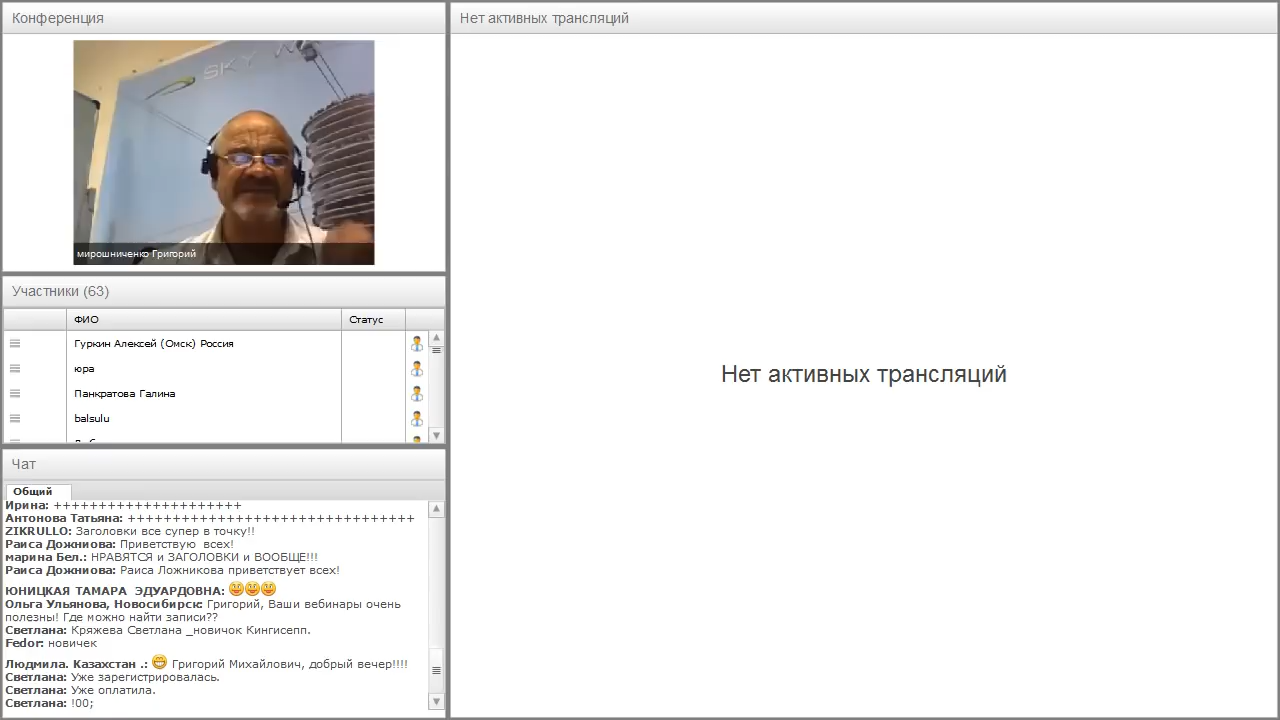 Конференция
SKY W
мирошниченко Григорий
Участники (63)
ФИО Статус
Гуркин Алексей (Омск) Россия
юра
Панкратова Галина
balsulu
Чат
Общий
Ирина: +++++++++++++++++++++
Антонова Татьяна: ++++++++++++++++++++++++++++++++
ZIKRULLO: Заголовки все супер в точку!!
Раиса Дожниова: Приветствую всех!
марина Бел.: НРАВЯТСЯ и ЗАГОЛОВКИ и ВООБЩЕ!!!
Раиса Дожниова: Раиса Ложникова приветствует всех!
ЮНИЦКАЯ ТАМАРА ЭДУАРДОВНА:
Ольга Ульянова, Новосибирск: Григорий, Ваши вебинары очень
полезны! Где можно найти записи??
Светлана: Кряжева Светлана _новичок Кингисепп.
Fedor: новичек
Людмила. Казахстан .: Григорий Михайлович, добрый вечер!!!!
Светлана: Уже зарегистрировалась.
Светлана: Уже оплатила.
Светлана: !00;
Нет активных трансляций
Нет активных трансляций